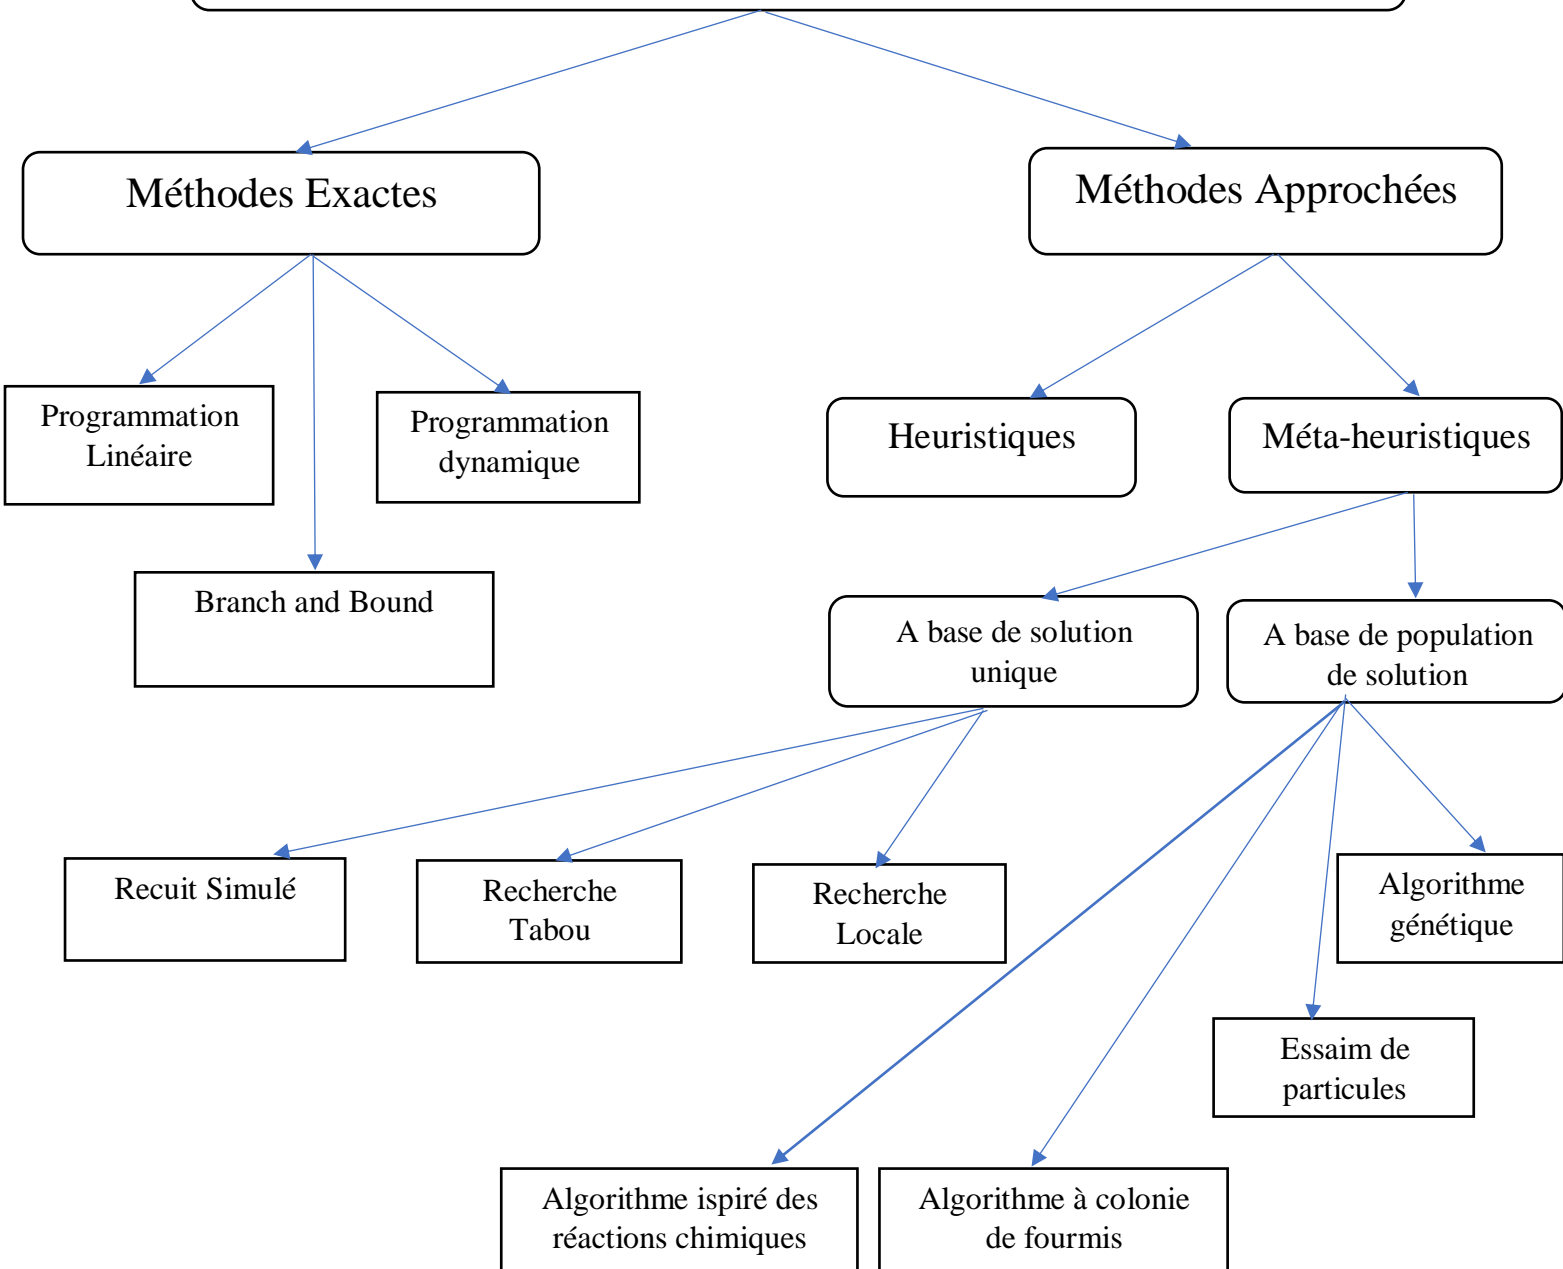 Méthodes Exactes
Méthodes Approchées
Programmation
Linéaire
Programmation
dynamique
Heuristiques
Méta-heuristiques
Branch and Bound
A base de solution
unique
A base de population
de solution
Recuit Simulé
Recherche
Tabou
Recherche
Locale
Algorithme
génétique
Essaim de
particules
Algorithme ispiré des
réactions chimiques
Algorithme à colonie
de fourmis